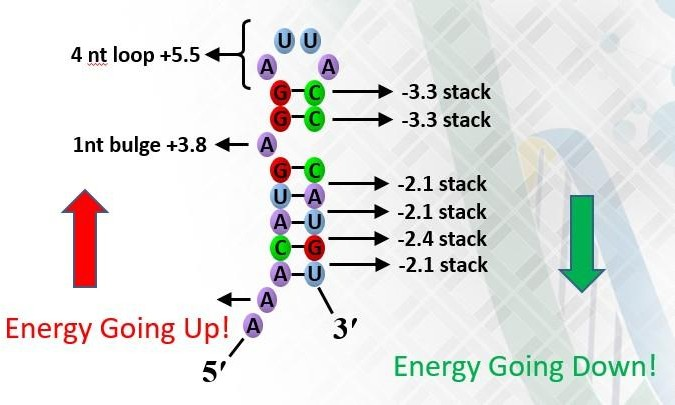 U U
4 nt loop +5.5
A A
G C -3.3 stack
G C -3.3 stack
1nt bulge +3.8 A
G C
-2.1 stack
U A
-2.1 stack
A U
-2.4 stack
C G
-2.1 stack
A U
A
Energy Going Up! A 3'
5'
Energy Going Down!